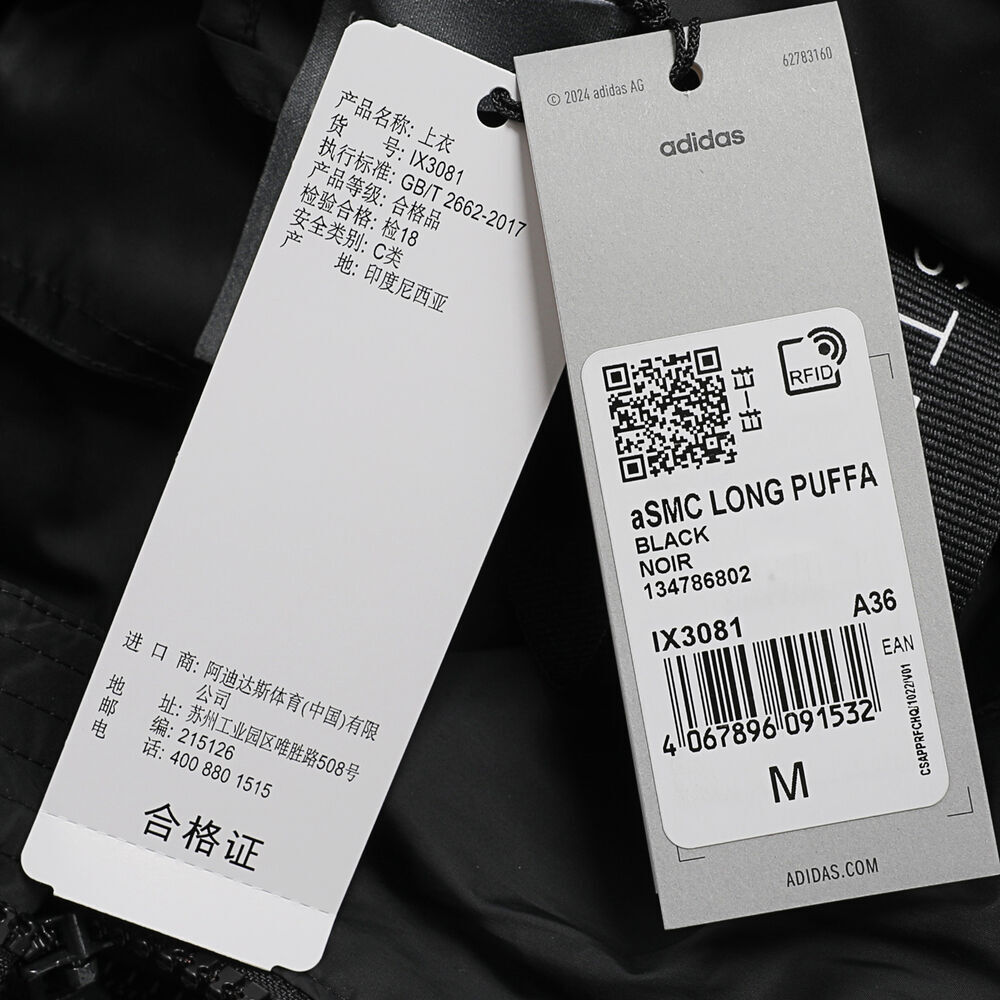 产品名称: 上衣
货 号: IX3081
执行标准: GB/T 2662-2017
产品等级: 合格品
检验合格: 检18
安全类别: C类
产 地: 印度尼西亚
进 口 商: 阿迪达斯体育(中国)有限
公司
地 址: 苏州工业园区唯胜路508号
邮 编: 215126
电 话: 400 880 1515
合格证
62783160
© 2024 adidas AG
adidas
RFID
aSMC LONG PUFFA
BLACK
NOIR
134786802
IX3081
A36
EAN
4 067896 091532
CSAPPRFCHQ/1022/V01
M
ADIDAS.COM